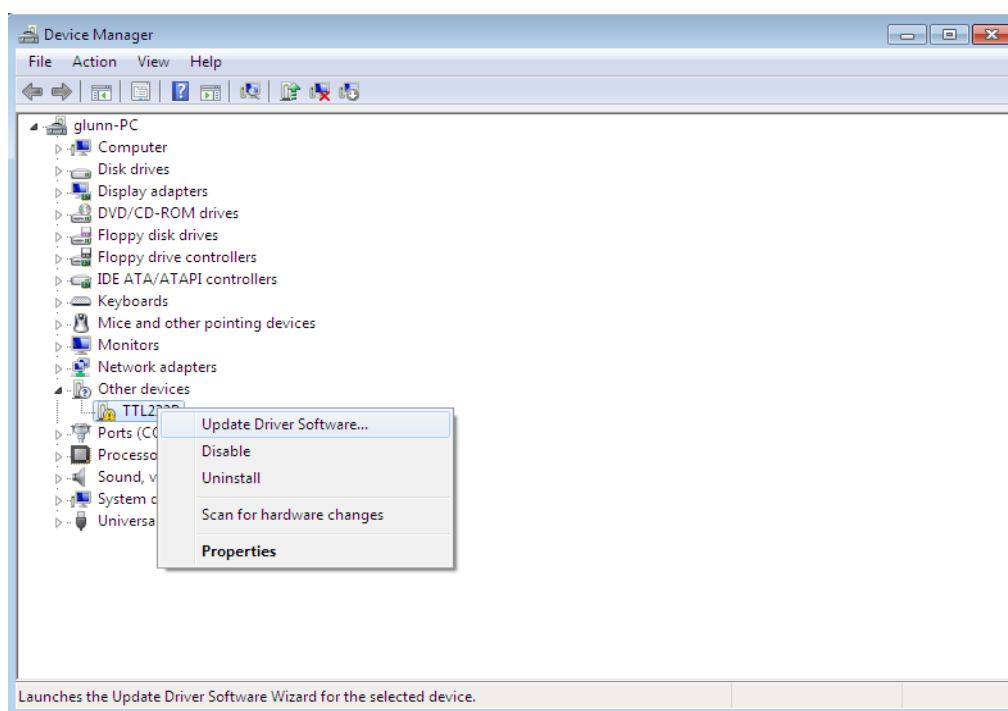 Device Manager
File Action View Help
glunn-PC
Computer
Disk drives
Display adapters
DVD/CD-ROM drives
Floppy disk drives
Floppy drive controllers
IDE ATA/ATAPI controllers
Keyboards
Mice and other pointing devices
Monitors
Network adapters
Other devices
Update Driver Software...
Ports
Disable
Uninstall
Sound,
Scan for hardware changes
System
Properties
Launches the Update Driver Software Wizard for the selected device.